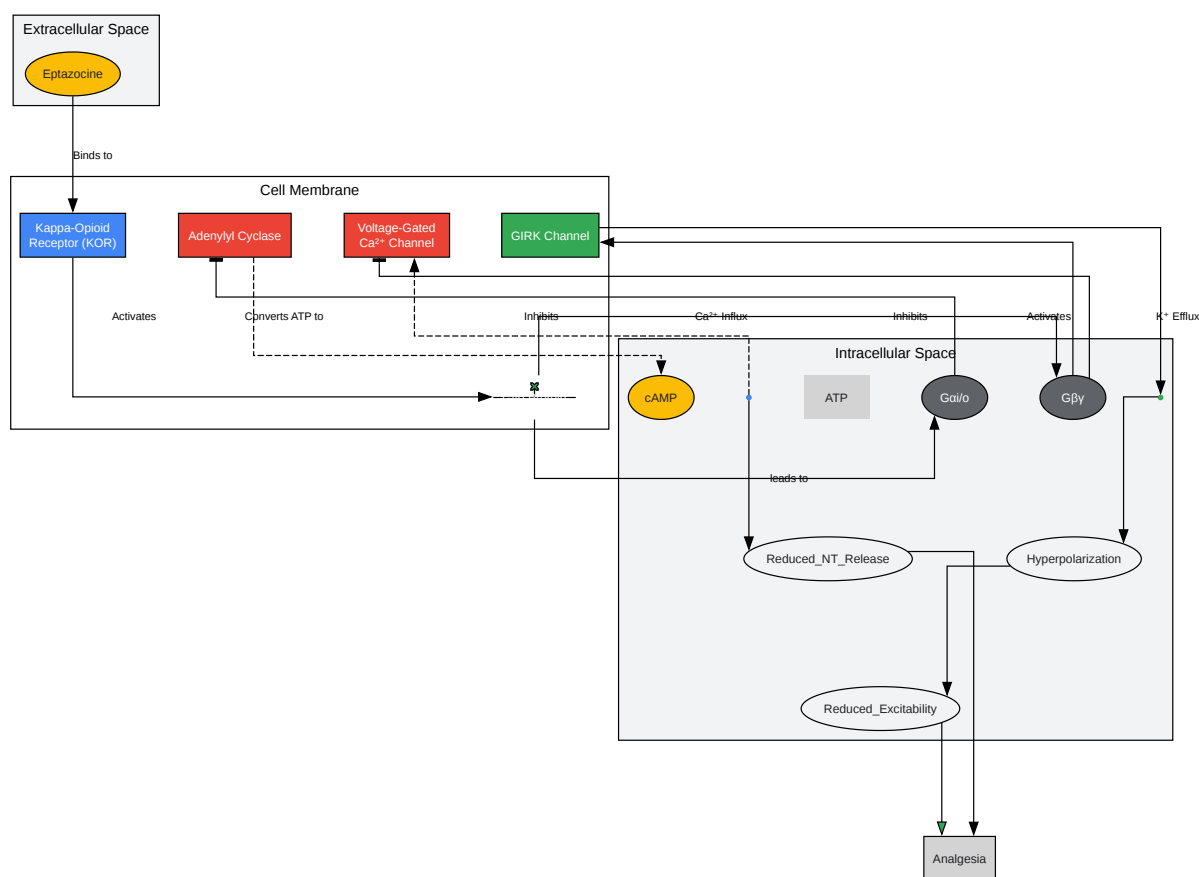 Extracellular Space
Eptazocine
Binds to
Cell Membrane
Kappa-Opioid
Receptor (KOR)
Adenylyl Cyclase
Voltage-Gated
Ca²⁺ Channel
GIRK Channel
Activates
Converts ATP to
Inhibits
Ca²⁺ Influx
Inhibits
Activates
K⁺ Efflux
Intracellular Space
cAMP
ATP
Gαi/o
Gβγ
leads to
Reduced_NT_Release
Hyperpolarization
Reduced_Excitability
Analgesia